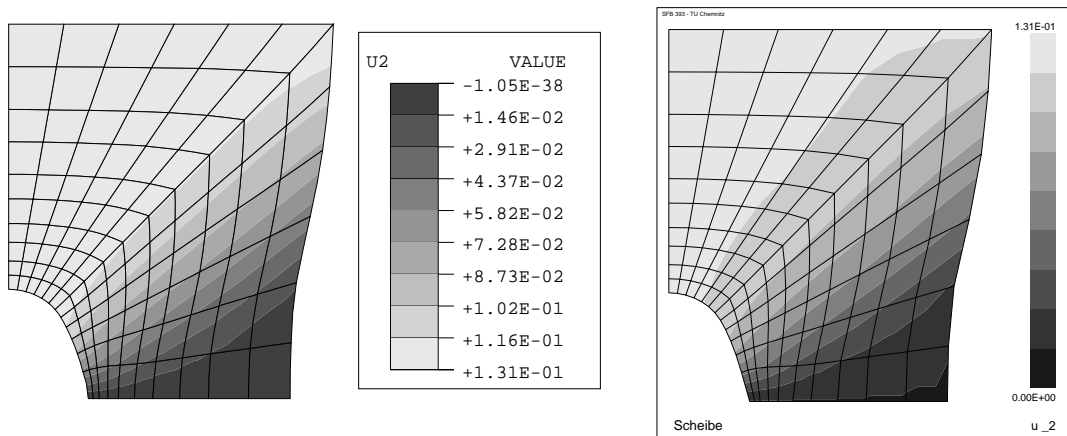 U2 VALUE
-1.05E-38
+1.46E-02
+2.91E-02
+4.37E-02
+5.82E-02
+7.28E-02
+8.73E-02
+1.02E-01
+1.16E-01
+1.31E-01
SFB 393 - TU Chemnitz
1.31E-01
0.00E+00
Scheibe u _2